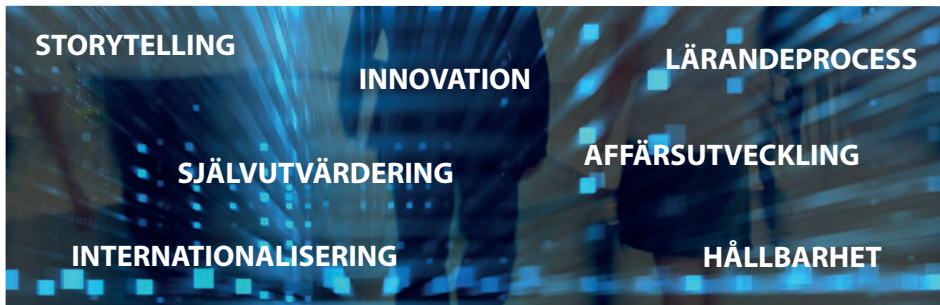 STORYTELLING
INNOVATION
LÄRANDEPROCESS
SJÄLVUTVÄRDERING
AFFÄRSUTVECKLING
INTERNATIONALISERING
HÅLLBARHET